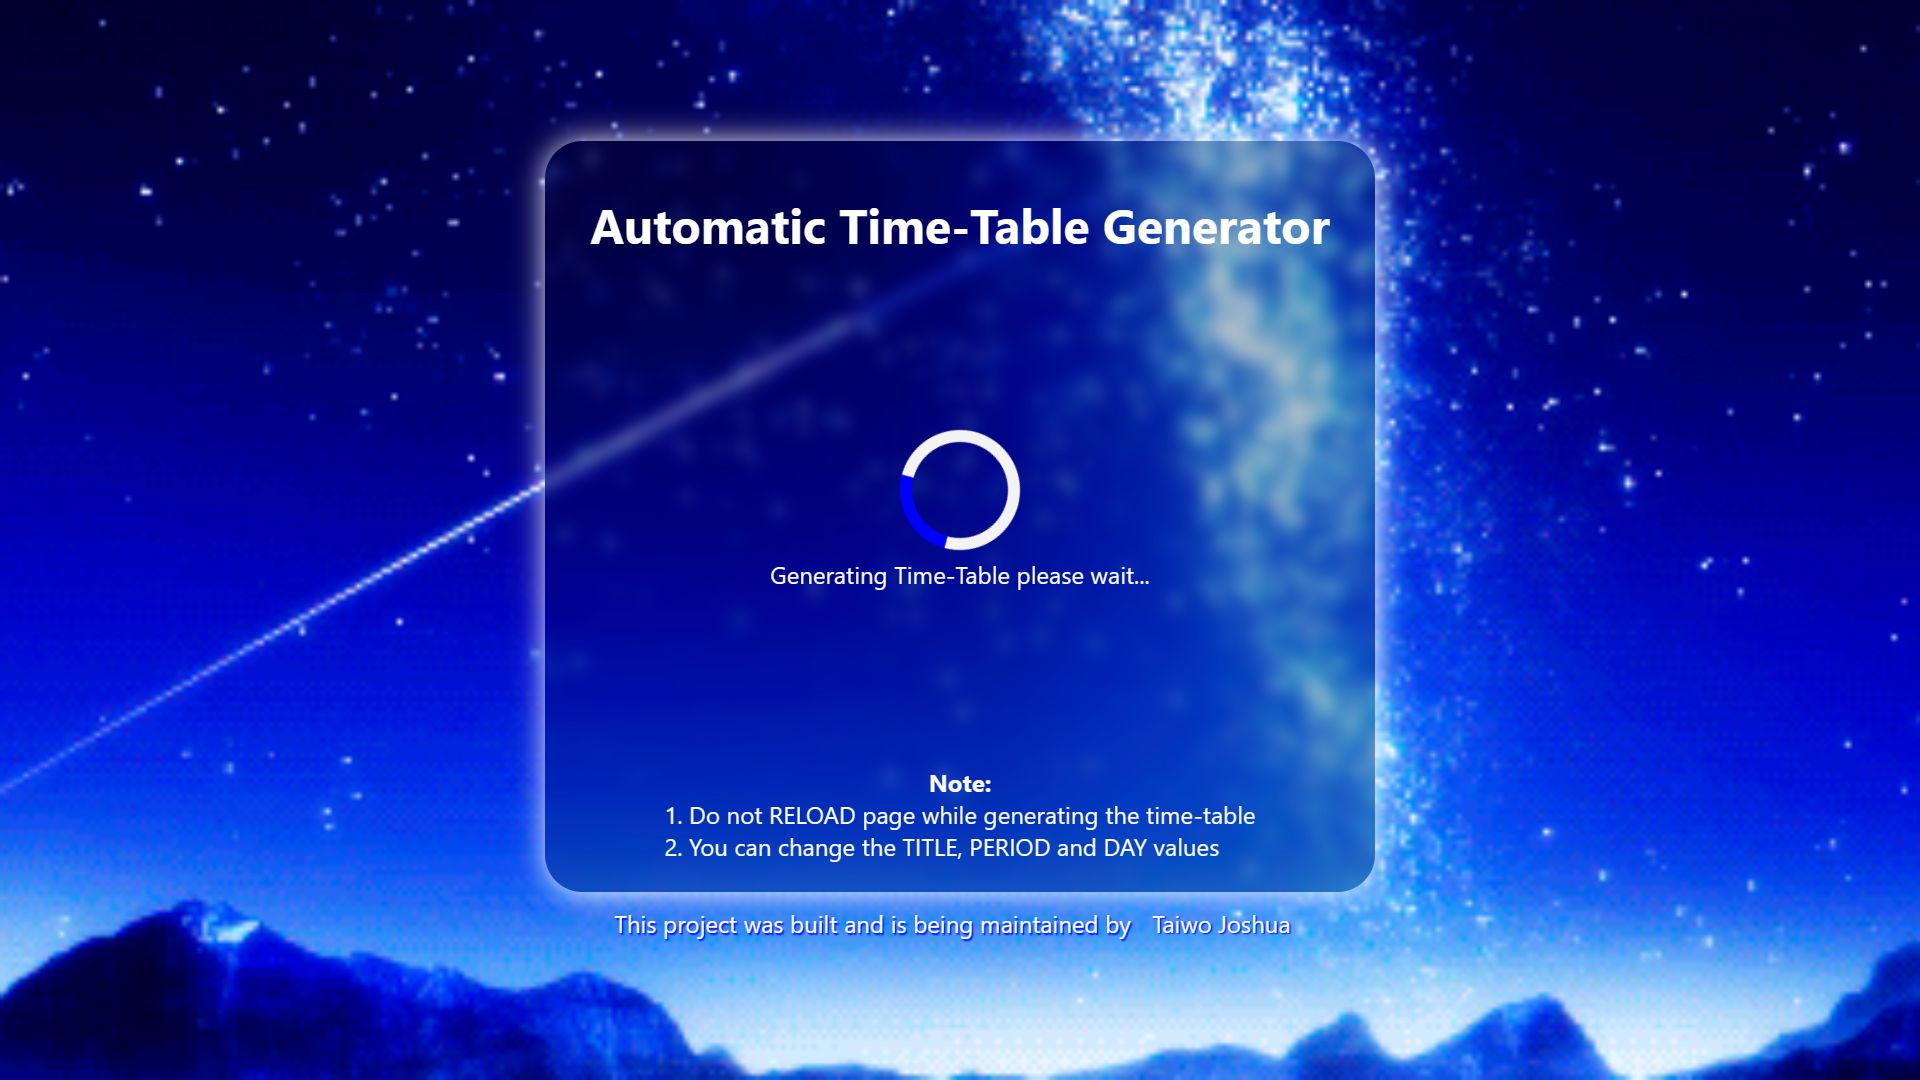 Automatic Time-Table Generator
Generating Time-Table please wait...
Note:
1. Do not RELOAD page while generating the time-table
2. You can change the TITLE, PERIOD and DAY values
This project was built and is being maintained by Taiwo Joshua